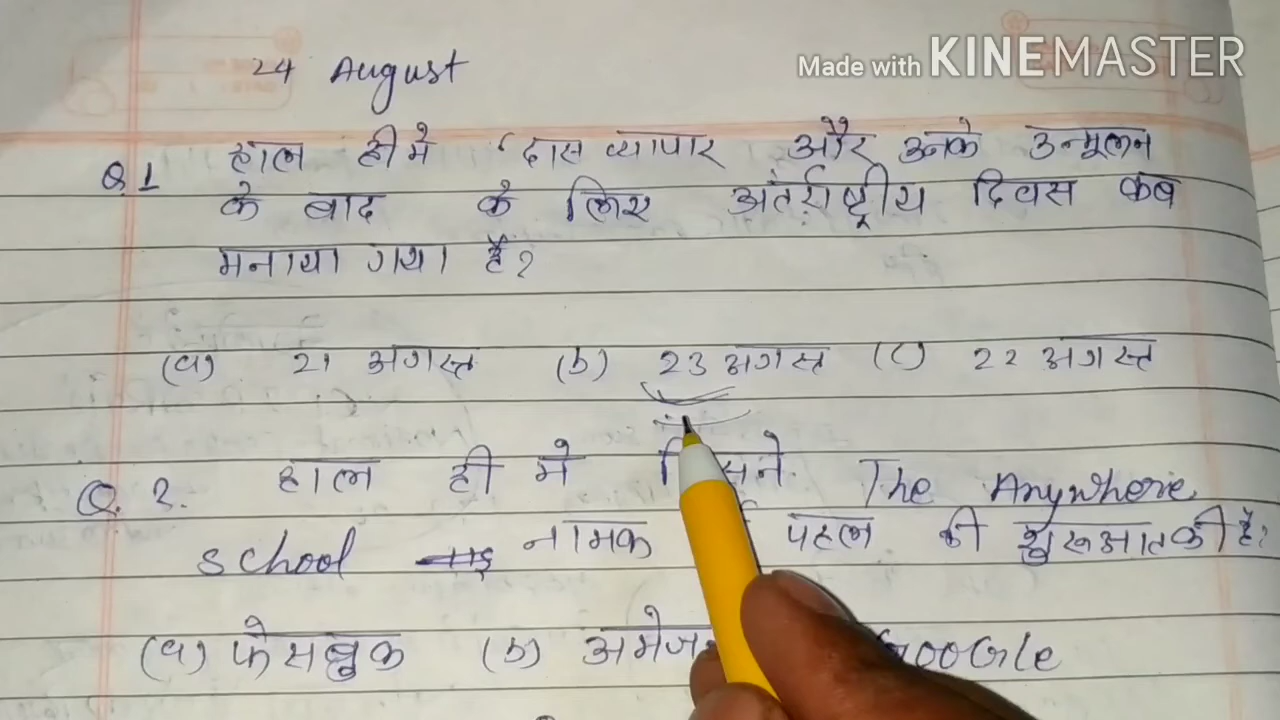 Made with KINEMASTER
24 August
Q.1 हाल ही में 'दास व्यापार और उनके उन्मूलन
के बाद के लिए अंतर्राष्ट्रीय दिवस कब
मनाया गया है?
(a) 21 अगस्त (b) 23 अगस्त (c) 22 अगस्त
Q.2. हाल ही मे The Anywhere
school नामक पहल की शुरुआत की है?
(a) फेसबुक (b) GOOGle